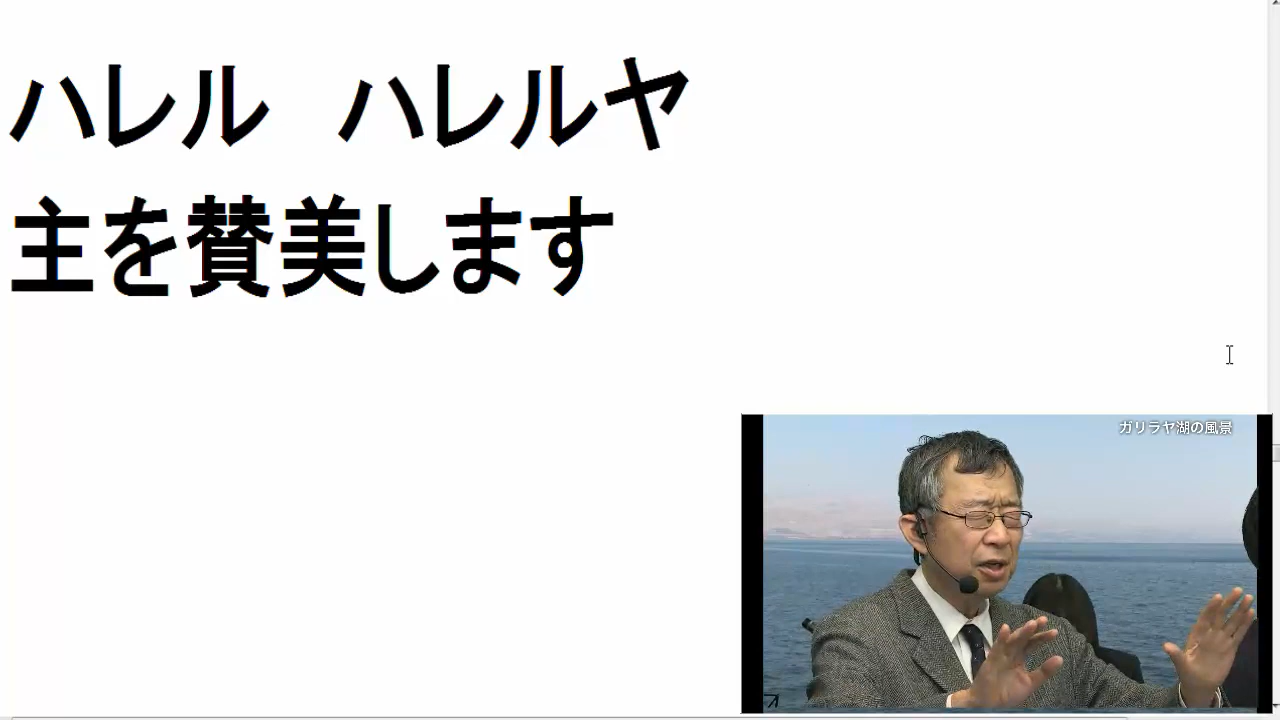 ハレル　ハレルヤ
主を賛美します
ガリラヤ湖の風景